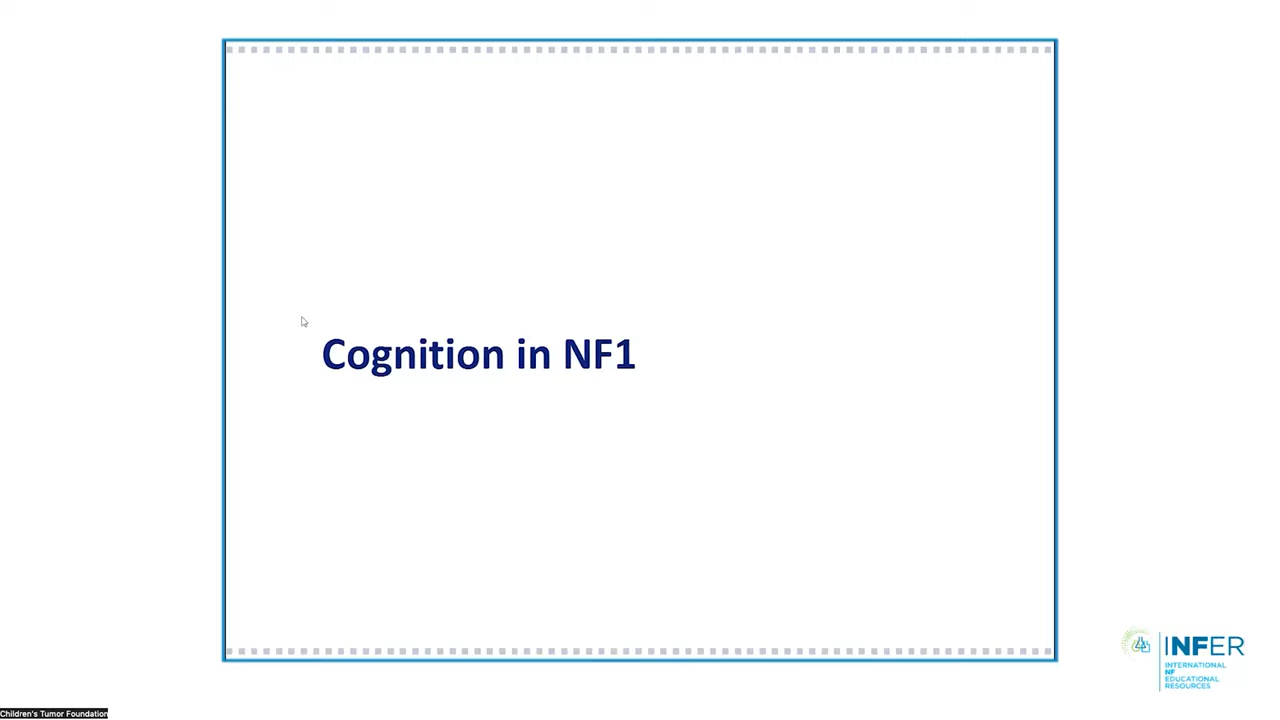 Cognition in NF1
INFER
INTERNATIONAL
NF
EDUCATIONAL
RESOURCES
Children's Tumor Foundation